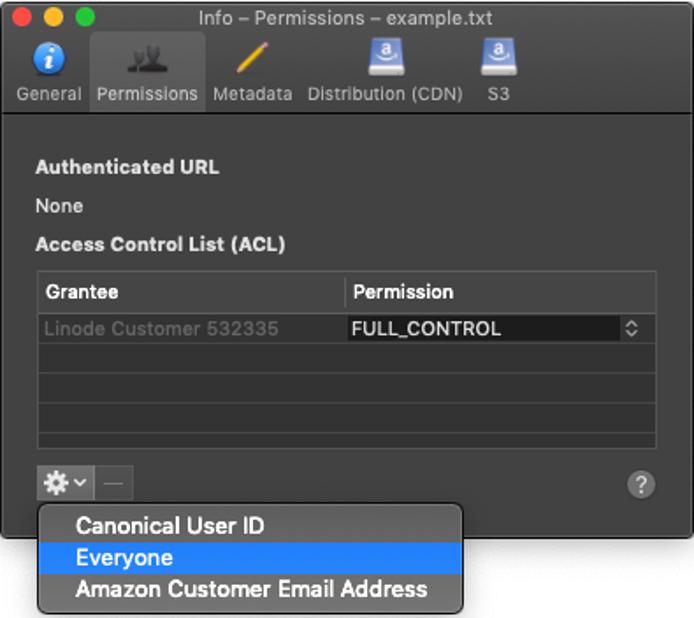 Info – Permissions – example.txt
General Permissions Metadata Distribution (CDN) S3
Authenticated URL
None
Access Control List (ACL)
Grantee Permission
Linode Customer 532335 FULL_CONTROL
?
Canonical User ID
Everyone
Amazon Customer Email Address